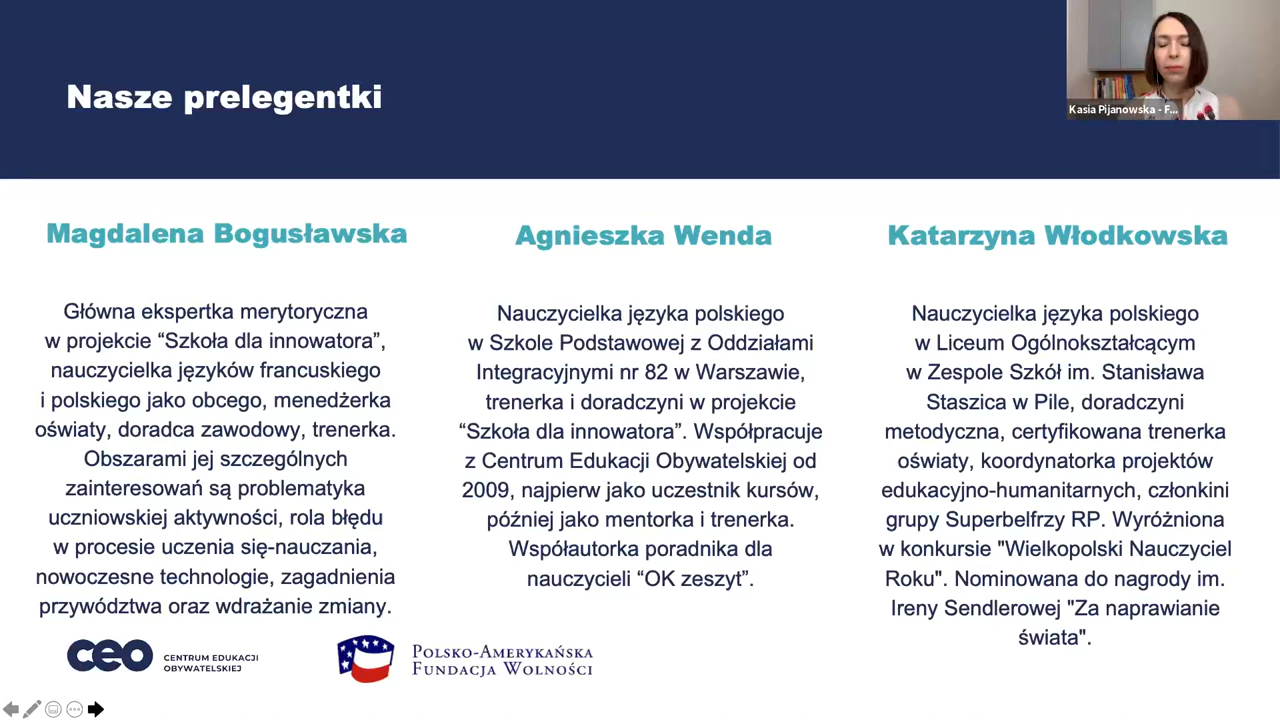 Nasze prelegentki
Kasia Pijanowska - F...
Magdalena Bogusławska
Główna ekspertka merytoryczna
w projekcie “Szkoła dla innowatora”,
nauczycielka języków francuskiego
i polskiego jako obcego, menedżerka
oświaty, doradca zawodowy, trenerka.
Obszarami jej szczególnych
zainteresowań są problematyka
uczniowskiej aktywności, rola błędu
w procesie uczenia się-nauczania,
nowoczesne technologie, zagadnienia
przywództwa oraz wdrażanie zmiany.
Agnieszka Wenda
Nauczycielka języka polskiego
w Szkole Podstawowej z Oddziałami
Integracyjnymi nr 82 w Warszawie,
trenerka i doradczyni w projekcie
“Szkoła dla innowatora”. Współpracuje
z Centrum Edukacji Obywatelskiej od
2009, najpierw jako uczestnik kursów,
później jako mentorka i trenerka.
Współautorka poradnika dla
nauczycieli “OK zeszyt”.
Katarzyna Włodkowska
Nauczycielka języka polskiego
w Liceum Ogólnokształcącym
w Zespole Szkół im. Stanisława
Staszica w Pile, doradczyni
metodyczna, certyfikowana trenerka
oświaty, koordynatorka projektów
edukacyjno-humanitarnych, członkini
grupy Superbelfrzy RP. Wyróżniona
w konkursie "Wielkopolski Nauczyciel
Roku". Nominowana do nagrody im.
Ireny Sendlerowej "Za naprawianie
świata".
ceo
CENTRUM EDUKACJI
OBYWATELSKIEJ
POLSKO-AMERYKAŃSKA
FUNDACJA WOLNOŚCI